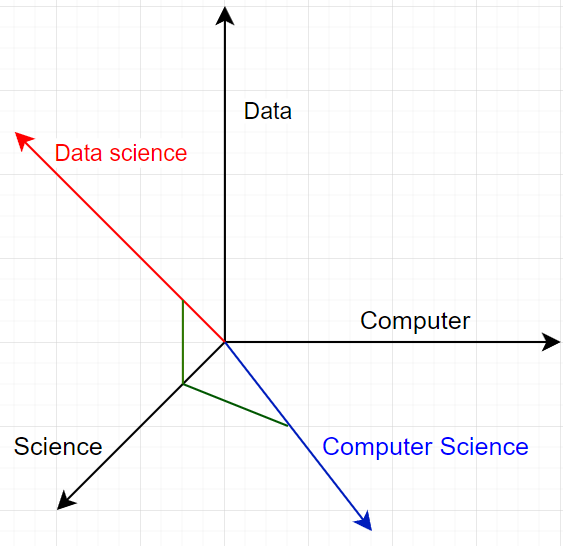 Data
Data science
Computer
Science
Computer Science